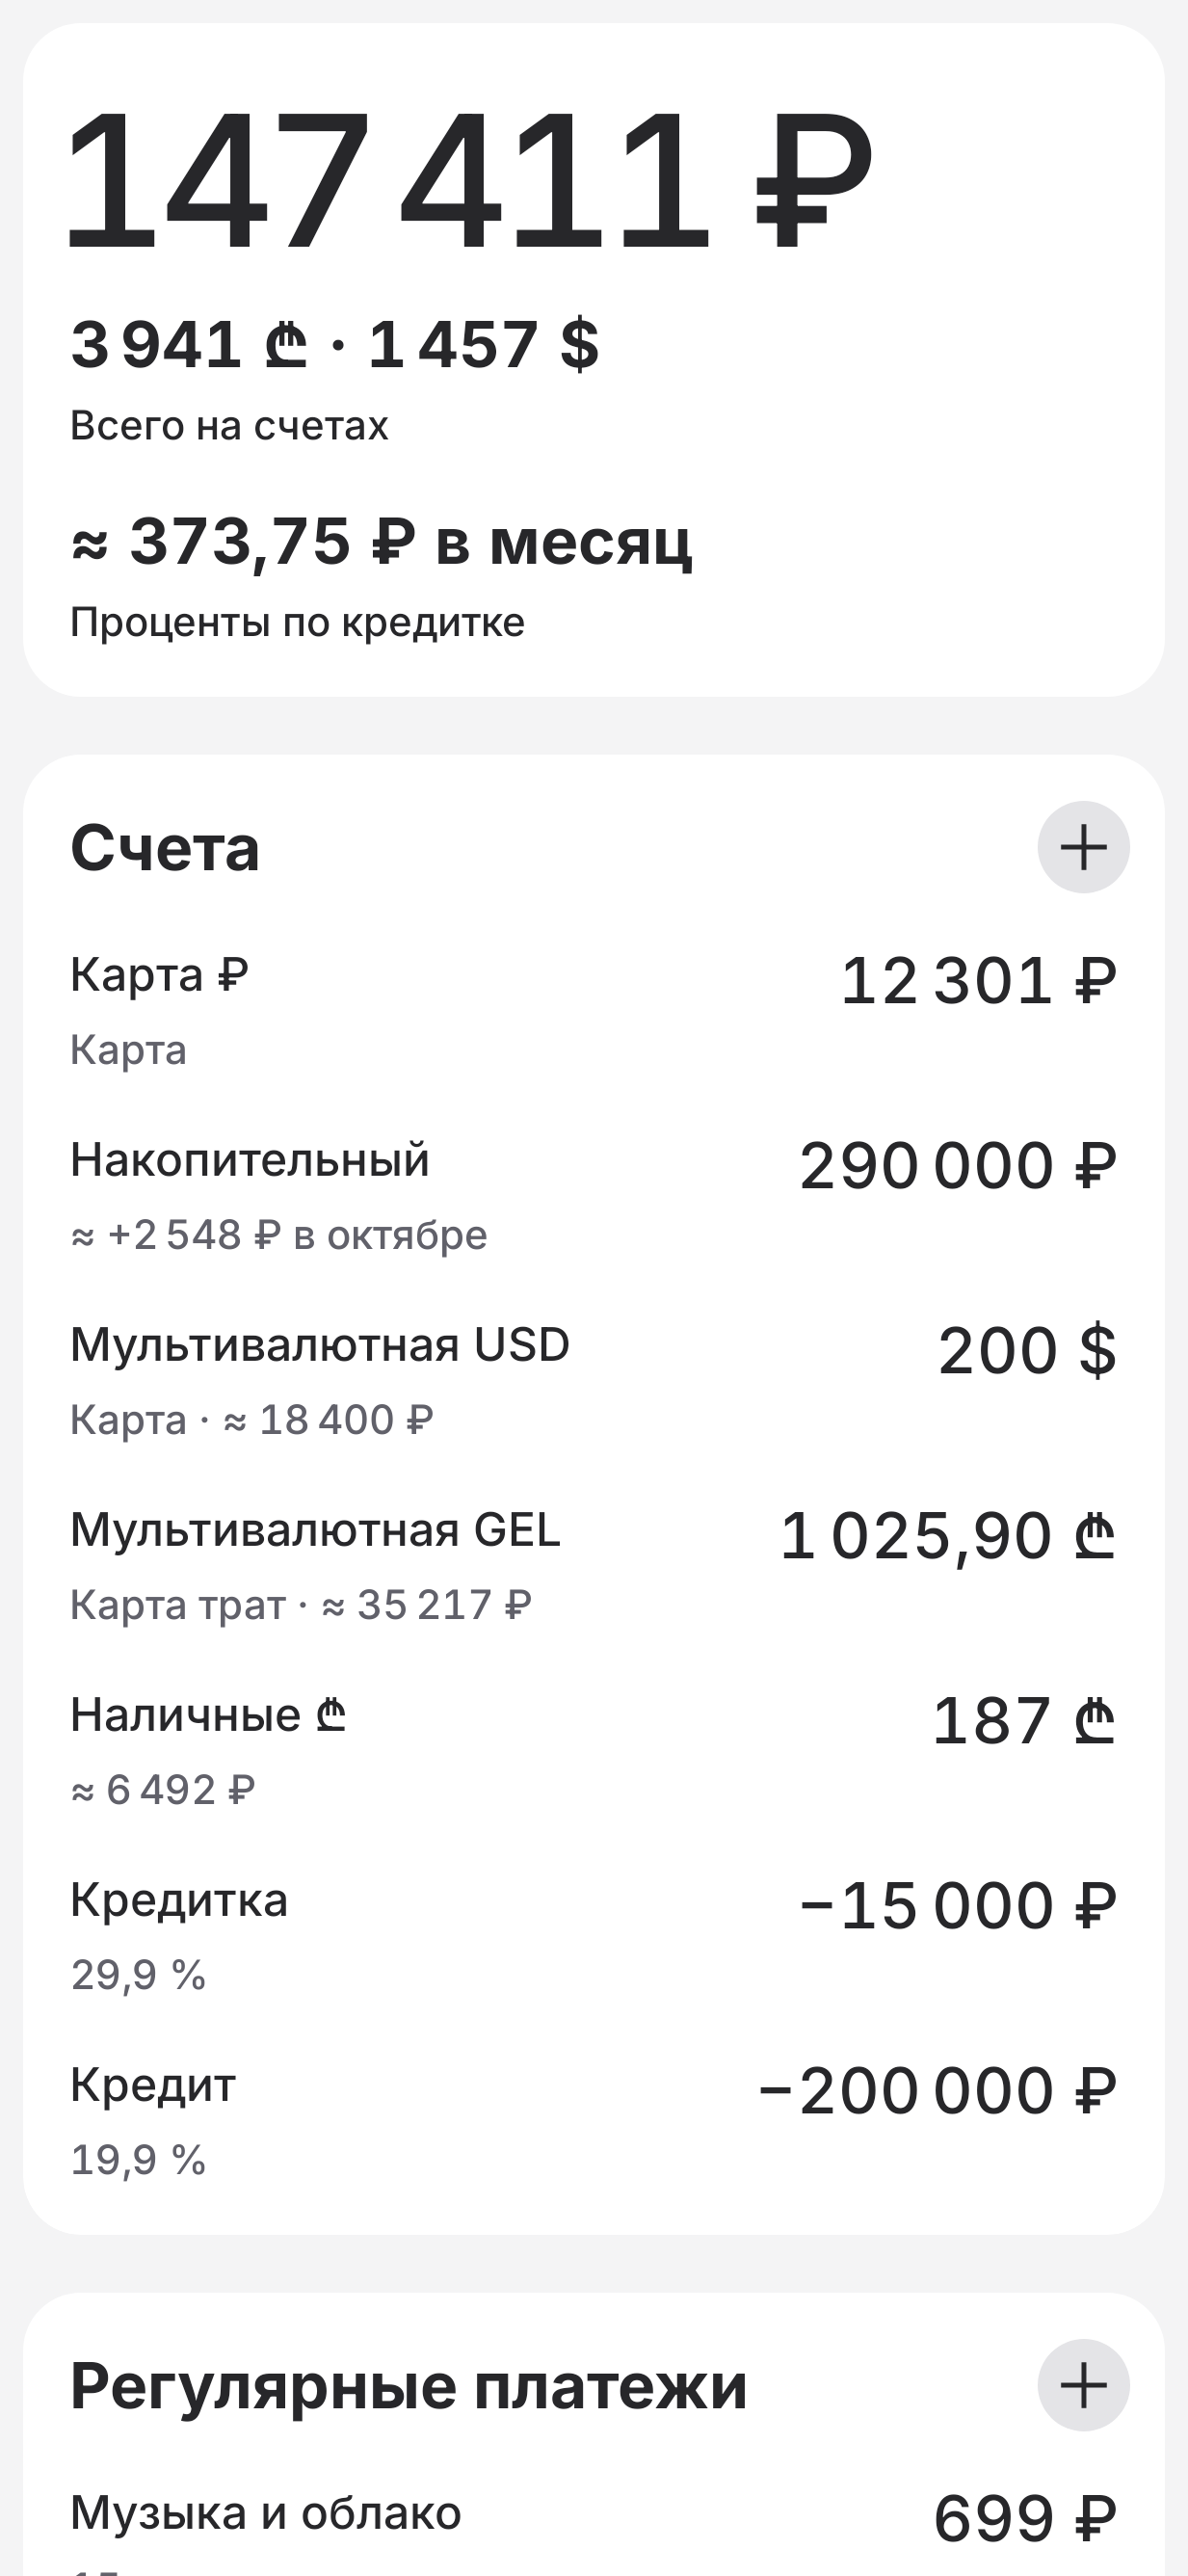 147 411 ₽
3 941 ₾ · 1 457 $
Всего на счетах
≈ 373,75 ₽ в месяц
Проценты по кредитке
Счета
Карта ₽ 12 301 ₽
Карта
Накопительный 290 000 ₽
≈ +2 548 ₽ в октябре
Мультивалютная USD 200 $
Карта · ≈ 18 400 ₽
Мультивалютная GEL 1 025,90 ₾
Карта трат · ≈ 35 217 ₽
Наличные ₾ 187 ₾
≈ 6 492 ₽
Кредитка −15 000 ₽
29,9 %
Кредит −200 000 ₽
19,9 %
Регулярные платежи
Музыка и облако 699 ₽